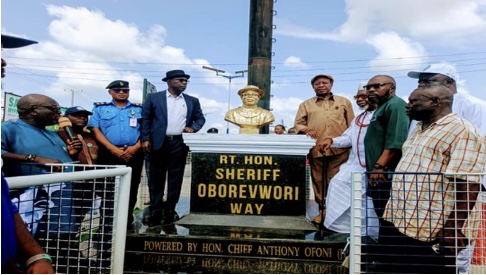 RT. HON.
SHERIFF
OBOREVWORI
WAY
POWERED BY HON. CHIEF ANTHONY OFONI